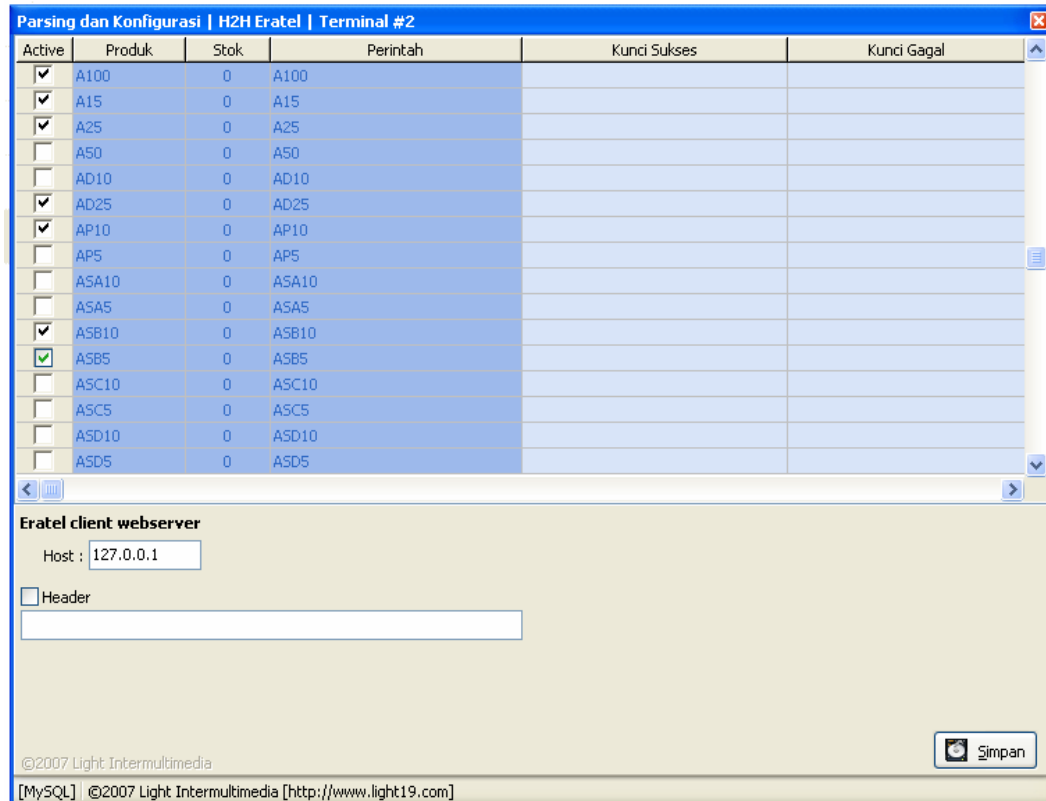 Parsing dan Konfigurasi | H2H Eratel | Terminal #2
Active Produk Stok Perintah Kunci Sukses Kunci Gagal
A100 0 A100
A15 0 A15
A25 0 A25
A50 0 A50
AD10 0 AD10
AD25 0 AD25
AP10 0 AP10
AP5 0 AP5
ASA10 0 ASA10
ASA5 0 ASA5
ASB10 0 ASB10
ASB5 0 ASB5
ASC10 0 ASC10
ASC5 0 ASC5
ASD10 0 ASD10
ASD5 0 ASD5
Eratel client webserver
Host : 127.0.0.1
Header
Simpan
©2007 Light Intermultimedia
[MySQL] ©2007 Light Intermultimedia [http://www.light19.com]